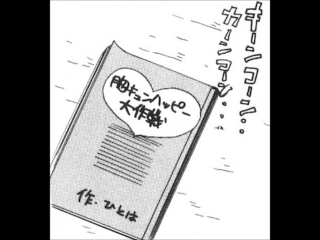 キーンコーン・・
カーンコーン・・・
胸キュンハッピー
大作戦
作・ひとは